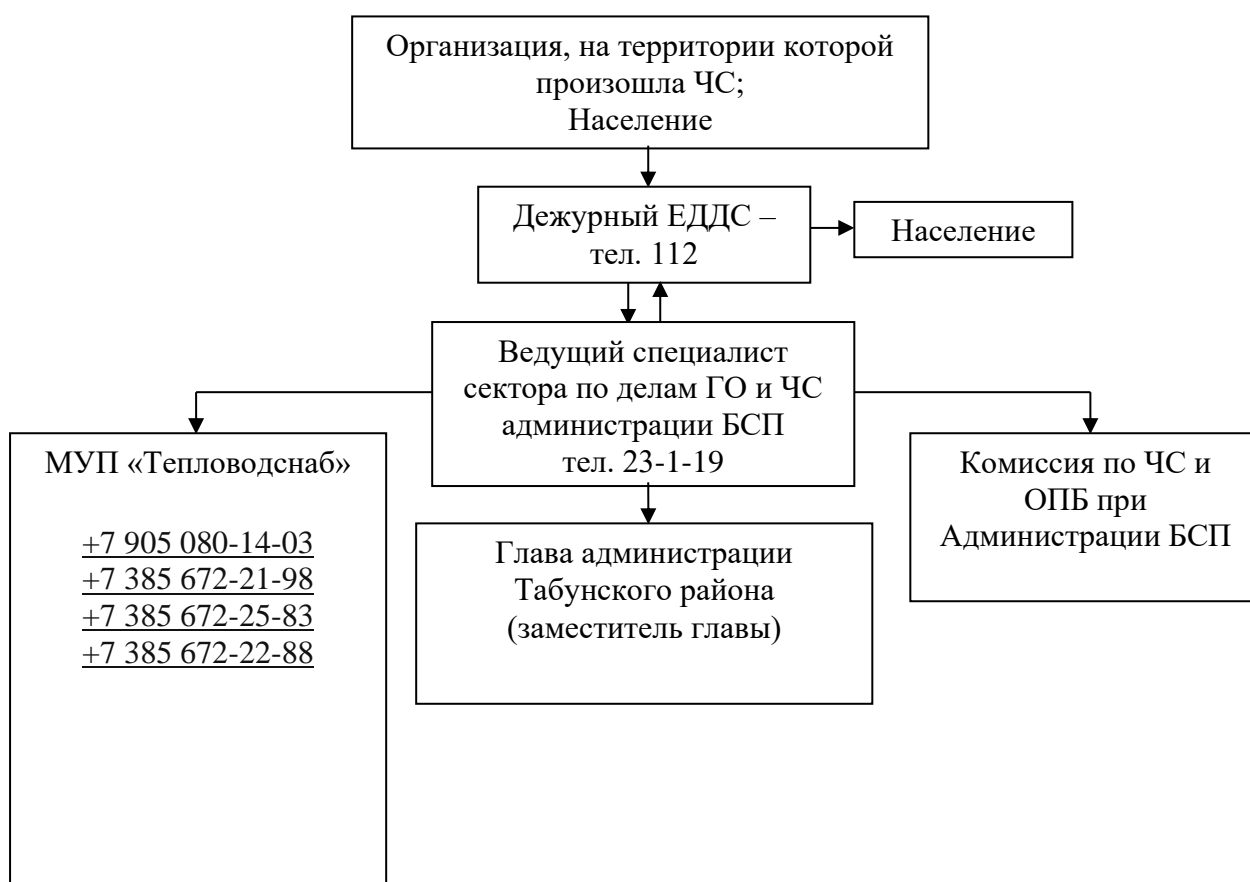 Организация, на территории которой
произошла ЧС;
Население
Дежурный ЕДДС –
тел. 112
Население
Ведущий специалист
сектора по делам ГО и ЧС
администрации БСП
тел. 23-1-19
МУП «Тепловодснаб»
+7 905 080-14-03
+7 385 672-21-98
+7 385 672-25-83
+7 385 672-22-88
Глава администрации
Табунского района
(заместитель главы)
Комиссия по ЧС и
ОПБ при
Администрации БСП